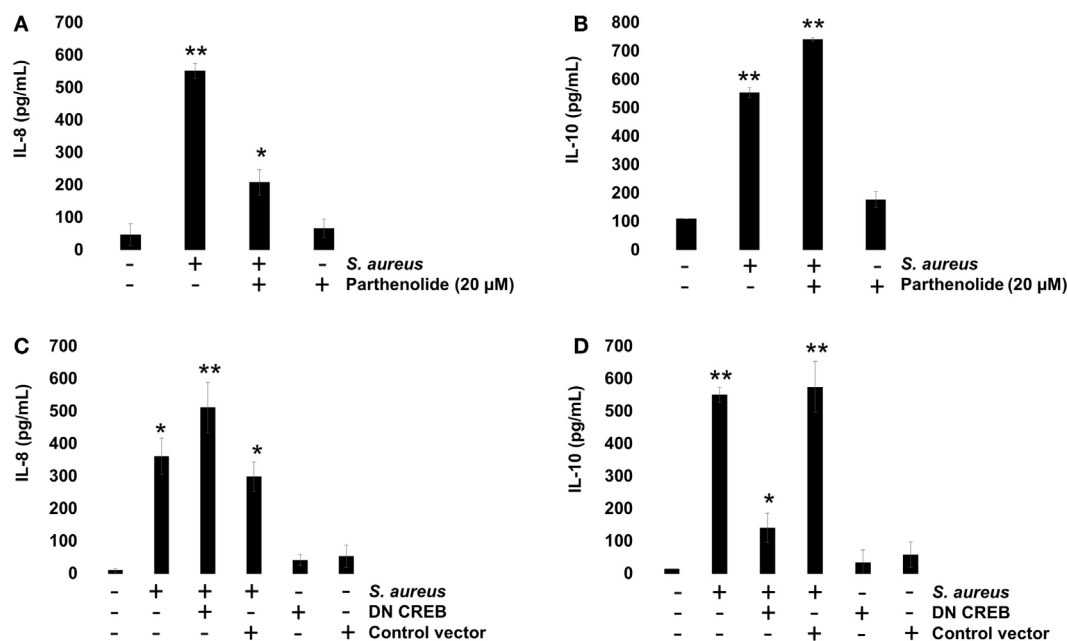 A
700
600
500
400
300
200
100
0
IL-8 (pg/mL)
**
*
- + + - S. aureus
- - + + Parthenolide (20 µM)
B
800
700
600
500
400
300
200
100
0
IL-10 (pg/mL)
**
**
- + + - S. aureus
- - + + Parthenolide (20 µM)
C
700
600
500
400
300
200
100
0
IL-8 (pg/mL)
*
**
*
- + + + - - S. aureus
- - + - + - DN CREB
- - - + - + Control vector
D
700
600
500
400
300
200
100
0
IL-10 (pg/mL)
**
*
**
- + + + - - S. aureus
- - + - + - DN CREB
- - - + - + Control vector